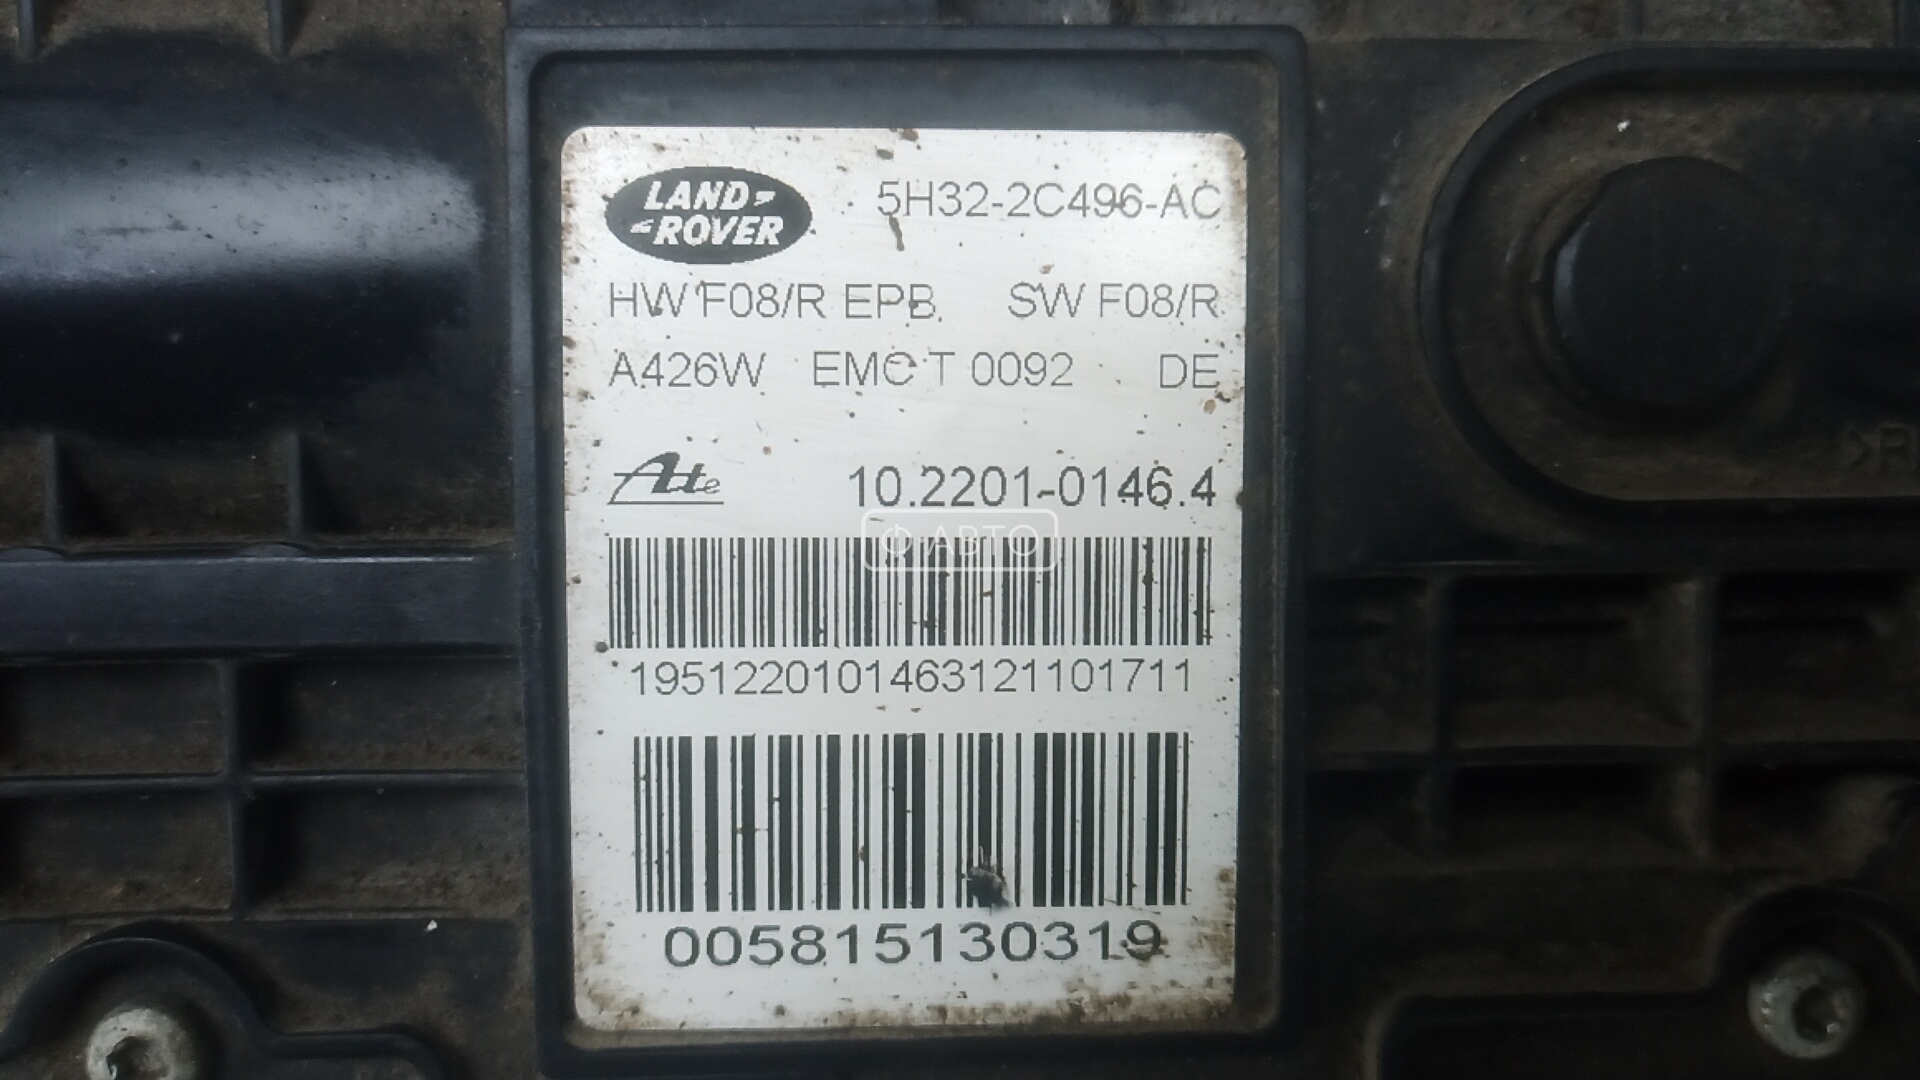 LAND
ROVER
5H32-2C496-AC
HW F08/R EPB SW F08/R
A426W EMC T 0092 DE
Ate 10.2201-0146.4
АВТО
1951220101463121101711
005815130319